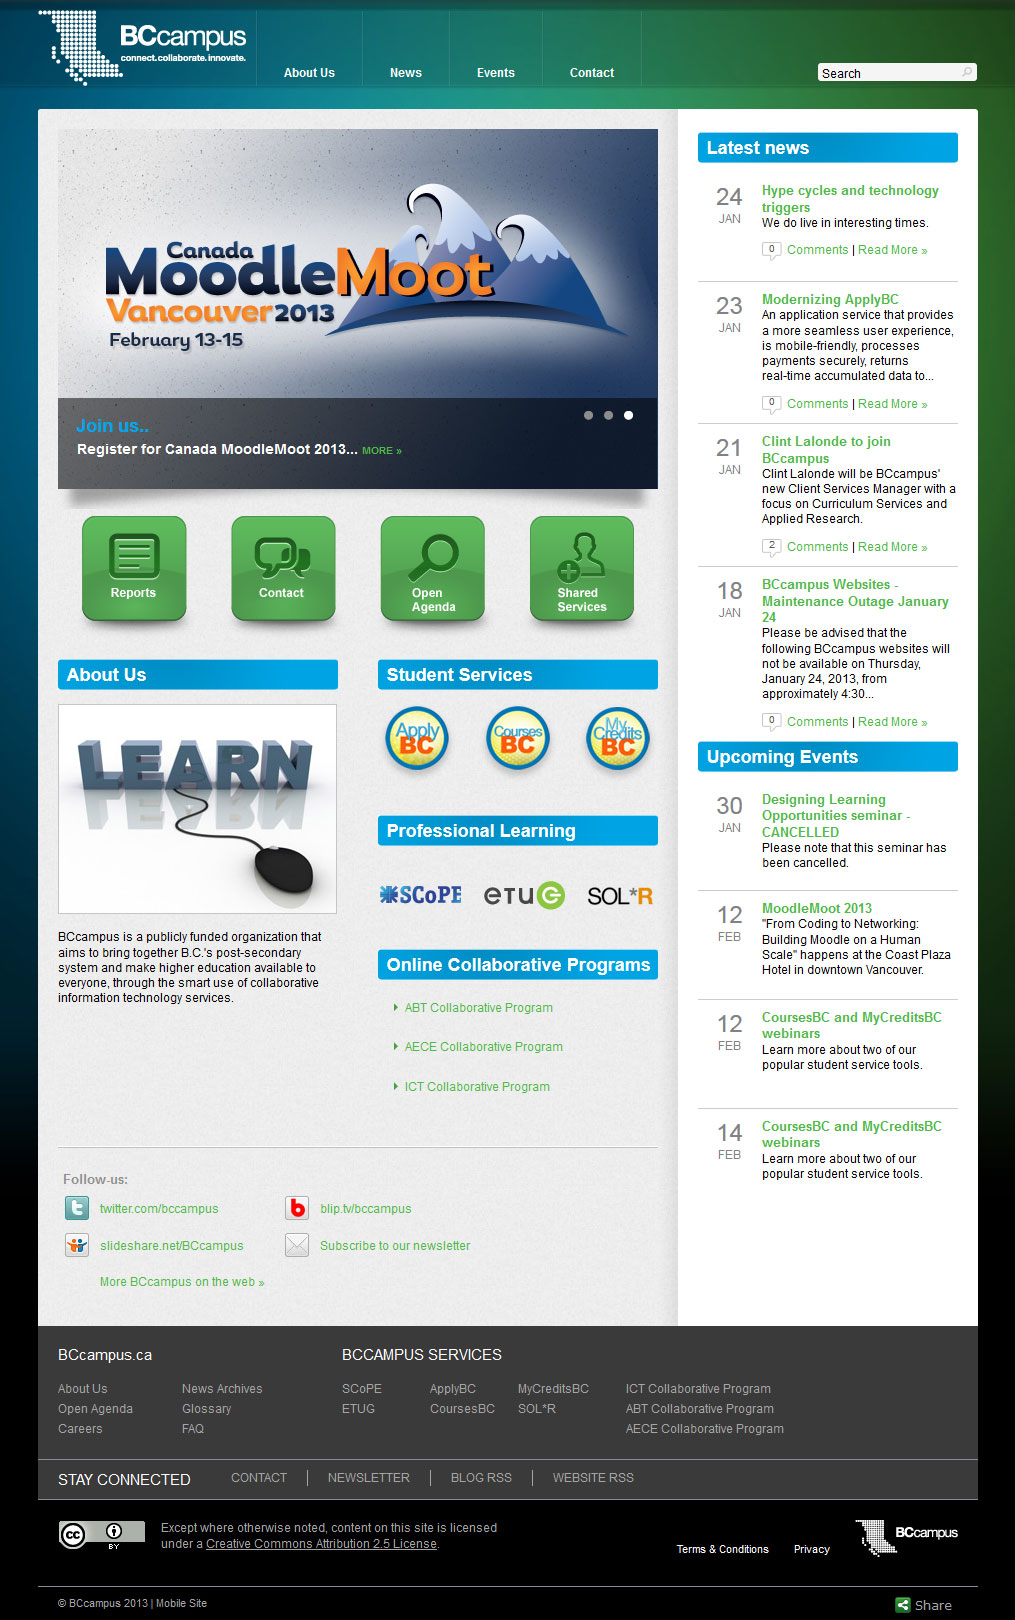 BCcampus
connect.collaborate.innovate.
About Us
News
Events
Contact
Search
Canada
MoodleMoot
Vancouver 2013
February 13-15
Join us..
Register for Canada MoodleMoot 2013... MORE »
Reports
Contact
Open
Agenda
Shared
Services
About Us
LEARN
BCcampus is a publicly funded organization that
aims to bring together B.C.'s post-secondary
system and make higher education available to
everyone, through the smart use of collaborative
information technology services.
Student Services
Apply
BC
Courses
BC
My
Credits
BC
Professional Learning
SCoPE
eTUG
SOL*R
Online Collaborative Programs
ABT Collaborative Program
AECE Collaborative Program
ICT Collaborative Program
Follow-us:
twitter.com/bccampus
blip.tv/bccampus
slideshare.net/BCcampus
Subscribe to our newsletter
More BCcampus on the web »
Latest news
24
JAN
Hype cycles and technology
triggers
We do live in interesting times.
0 Comments | Read More »
23
JAN
Modernizing ApplyBC
An application service that provides
a more seamless user experience,
is mobile-friendly, processes
payments securely, returns
real-time accumulated data to...
0 Comments | Read More »
21
JAN
Clint Lalonde to join
BCcampus
Clint Lalonde will be BCcampus'
new Client Services Manager with a
focus on Curriculum Services and
Applied Research.
2 Comments | Read More »
18
JAN
BCcampus Websites -
Maintenance Outage January
24
Please be advised that the
following BCcampus websites will
not be available on Thursday,
January 24, 2013, from
approximately 4:30...
0 Comments | Read More »
Upcoming Events
30
JAN
Designing Learning
Opportunities seminar -
CANCELLED
Please note that this seminar has
been cancelled.
12
FEB
MoodleMoot 2013
"From Coding to Networking:
Building Moodle on a Human
Scale" happens at the Coast Plaza
Hotel in downtown Vancouver.
12
FEB
CoursesBC and MyCreditsBC
webinars
Learn more about two of our
popular student service tools.
14
FEB
CoursesBC and MyCreditsBC
webinars
Learn more about two of our
popular student service tools.
BCcampus.ca
About Us
News Archives
Open Agenda
Glossary
Careers
FAQ
BCCAMPUS SERVICES
SCoPE
ApplyBC
MyCreditsBC
ICT Collaborative Program
ETUG
CoursesBC
SOL*R
ABT Collaborative Program
AECE Collaborative Program
STAY CONNECTED
CONTACT
NEWSLETTER
BLOG RSS
WEBSITE RSS
cc
BY
Except where otherwise noted, content on this site is licensed
under a Creative Commons Attribution 2.5 License.
Terms & Conditions
Privacy
BCcampus
© BCcampus 2013 | Mobile Site
Share